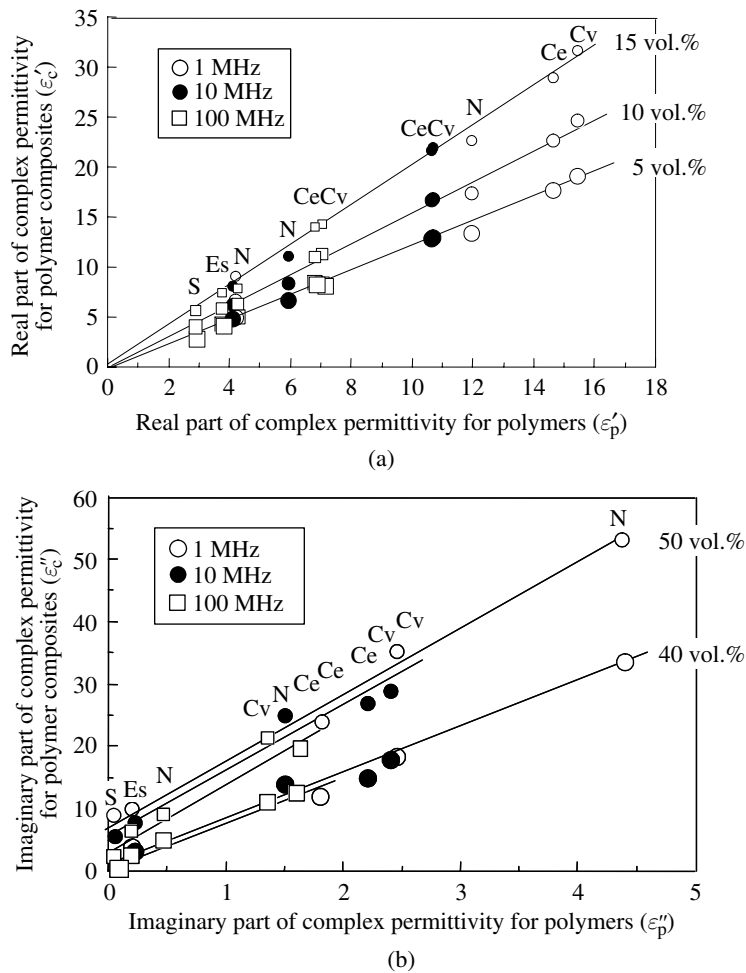 (a)
Real part of complex permittivity
for polymer composites (ε′c)
35
30
25
20
15
10
5
0
○ 1 MHz
● 10 MHz
□ 100 MHz
Cv
Ce
15 vol.%
N
CeCv
10 vol.%
5 vol.%
CeCv
N
N
Es
S
0 2 4 6 8 10 12 14 16 18
Real part of complex permittivity for polymers (ε′p)
(a)
Imaginary part of complex permittivity
for polymer composites (ε″c)
60
50
40
30
20
10
0
○ 1 MHz
● 10 MHz
□ 100 MHz
N
50 vol.%
40 vol.%
Cv
Cv
Ce
Ce
Ce
N
Cv
N
Es
S
0 1 2 3 4 5
Imaginary part of complex permittivity for polymers (ε″p)
(b)